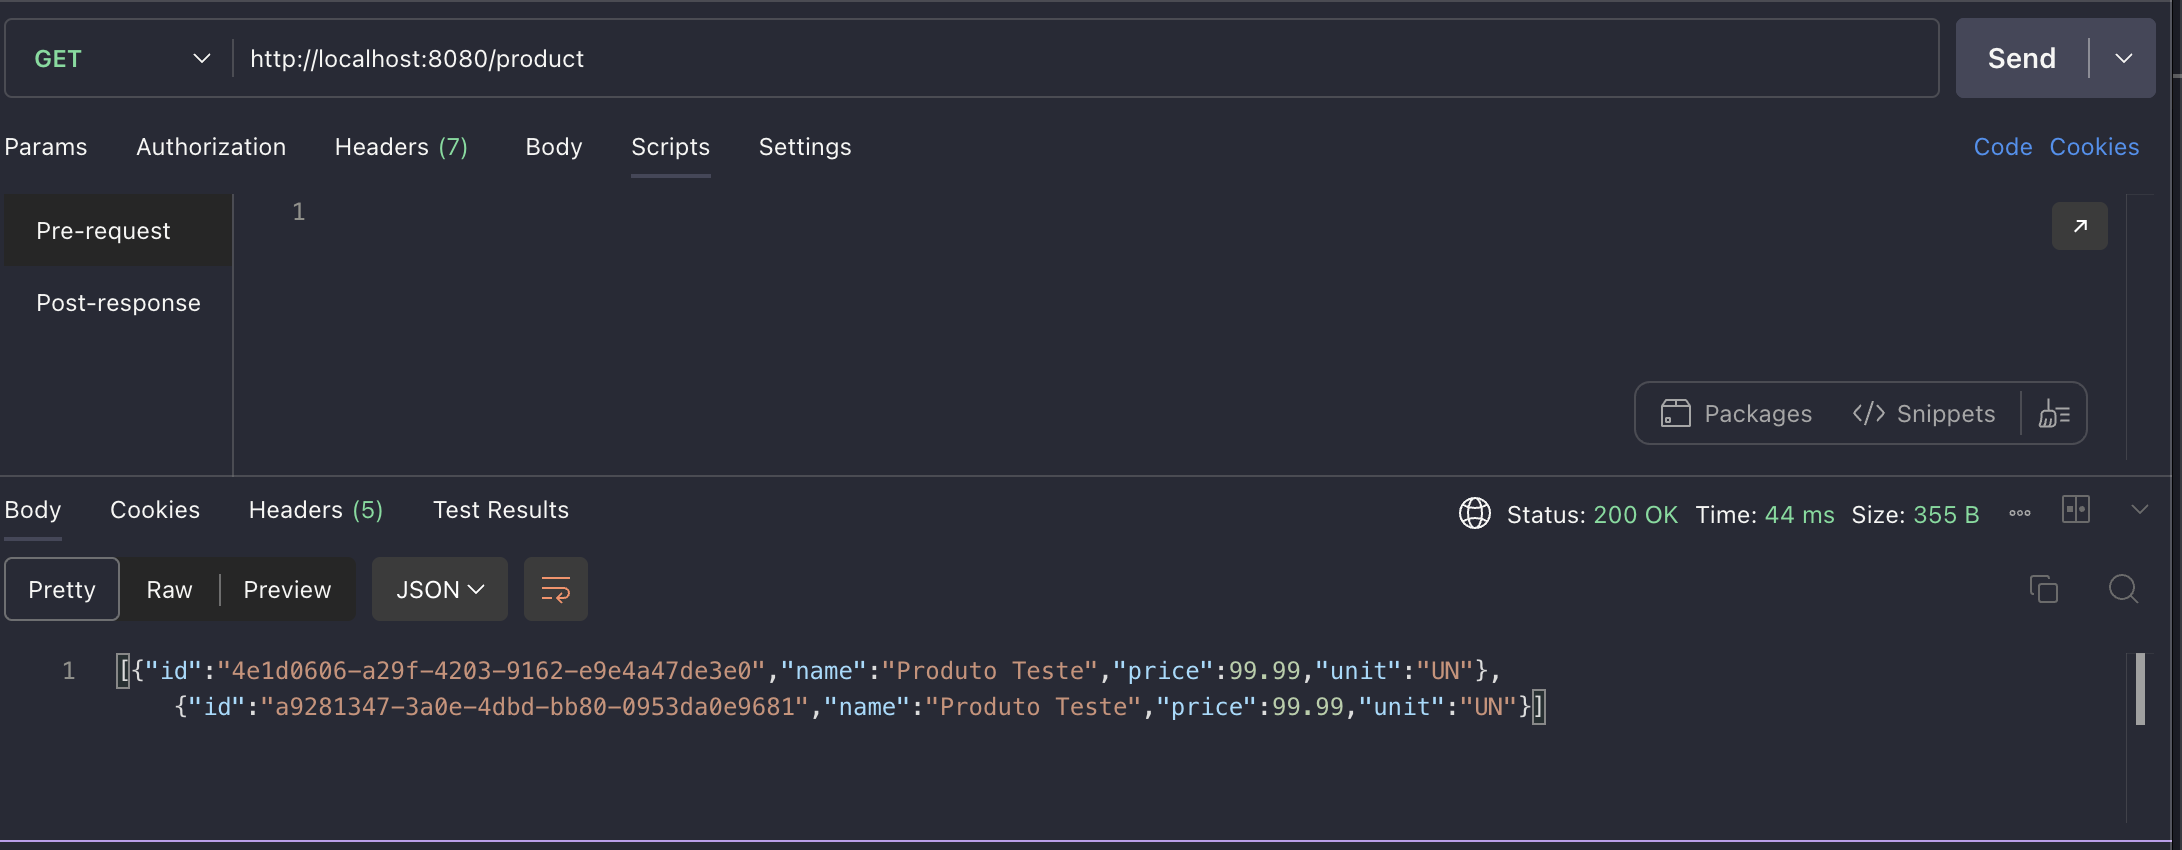 GET http://localhost:8080/product Send
Params Authorization Headers (7) Body Scripts Settings Code Cookies
Pre-request
1
Post-response
Packages </> Snippets
Body Cookies Headers (5) Test Results Status: 200 OK Time: 44 ms Size: 355 B
Pretty Raw Preview JSON
1 [{"id":"4e1d0606-a29f-4203-9162-e9e4a47de3e0","name":"Produto Teste","price":99.99,"unit":"UN"},
{"id":"a9281347-3a0e-4dbd-bb80-0953da0e9681","name":"Produto Teste","price":99.99,"unit":"UN"}]